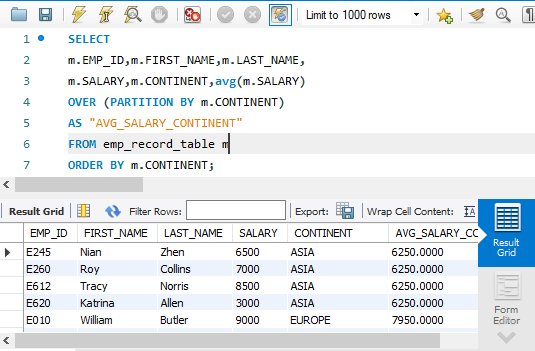 Limit to 1000 rows
1 SELECT
2 m.EMP_ID,m.FIRST_NAME,m.LAST_NAME,
3 m.SALARY,m.CONTINENT,avg(m.SALARY)
4 OVER (PARTITION BY m.CONTINENT)
5 AS "AVG_SALARY_CONTINENT"
6 FROM emp_record_table m
7 ORDER BY m.CONTINENT;
Result Grid Filter Rows: Export: Wrap Cell Content: IA
EMP_ID FIRST_NAME LAST_NAME SALARY CONTINENT AVG_SALARY_CO
E245 Nian Zhen 6500 ASIA 6250.0000
E260 Roy Collins 7000 ASIA 6250.0000
E612 Tracy Norris 8500 ASIA 6250.0000
E620 Katrina Allen 3000 ASIA 6250.0000
E010 William Butler 9000 EUROPE 7950.0000
Result
Grid
Form
Editor